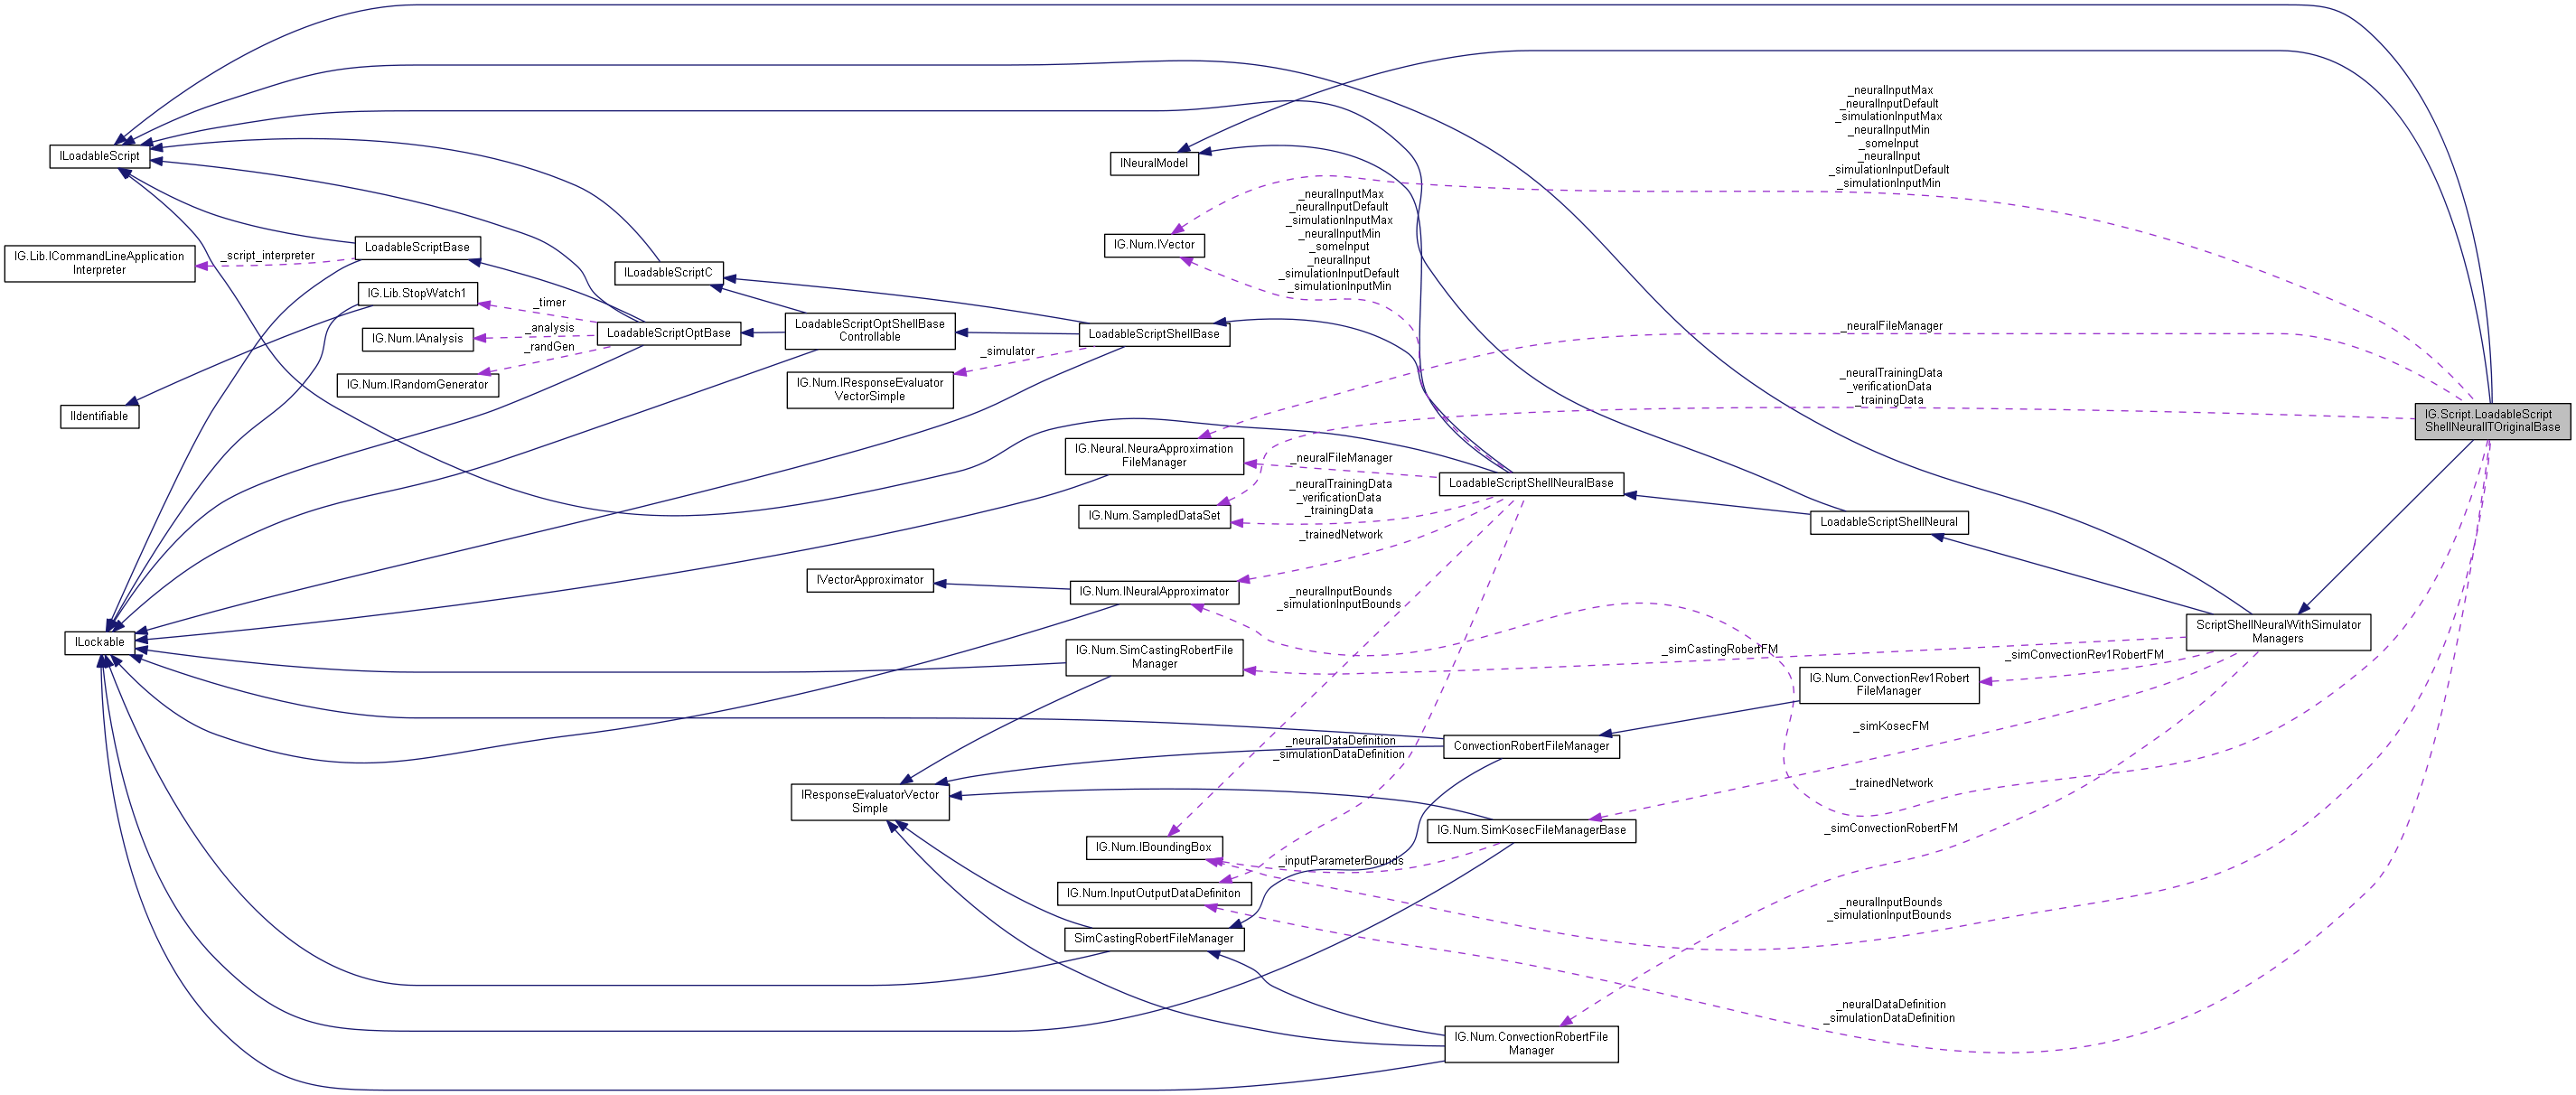 _neuralInputMax
_neuralInputDefault
_simulationInputMax
_neuralInputMin
_someInput
_neuralInput
_simulationInputDefault
_simulationInputMin
ILoadableScript
INeuralModel
_neuralInputMax
_neuralInputDefault
_simulationInputMax
_neuralInputMin
_someInput
_neuralInput
_simulationInputDefault
_simulationInputMin
IG.Num.IVector
LoadableScriptBase
IG.Lib.ICommandLineApplication
Interpreter
_script_interpreter
ILoadableScriptC
IG.Lib.StopWatch1
_timer
_analysis
_randGen
IG.Num.IAnalysis
LoadableScriptOptBase
LoadableScriptOptShellBase
Controllable
LoadableScriptShellBase
_simulator
_neuralFileManager
IG.Num.IRandomGenerator
IG.Num.IResponseEvaluator
VectorSimple
_neuralTrainingData
_verificationData
_trainingData
IIdentifiable
IG.Script.LoadableScript
ShellNeuralITOriginalBase
IG.Neural.NeuraApproximation
FileManager
_neuralFileManager
_neuralTrainingData
_verificationData
_trainingData
_trainedNetwork
LoadableScriptShellNeuralBase
IG.Num.SampledDataSet
LoadableScriptShellNeural
IVectorApproximator
IG.Num.INeuralApproximator
_neuralInputBounds
_simulationInputBounds
ILockable
IG.Num.SimCastingRobertFile
Manager
_simCastingRobertFM
_simConvectionRev1RobertFM
ScriptShellNeuralWithSimulator
Managers
IG.Num.ConvectionRev1Robert
FileManager
_simKosecFM
_neuralDataDefinition
_simulationDataDefinition
ConvectionRobertFileManager
_trainedNetwork
IResponseEvaluatorVector
Simple
IG.Num.SimKosecFileManagerBase
_simConvectionRobertFM
IG.Num.IBoundingBox
_inputParameterBounds
IG.Num.InputOutputDataDefiniton
_neuralInputBounds
_simulationInputBounds
SimCastingRobertFileManager
_neuralDataDefinition
_simulationDataDefinition
IG.Num.ConvectionRobertFile
Manager